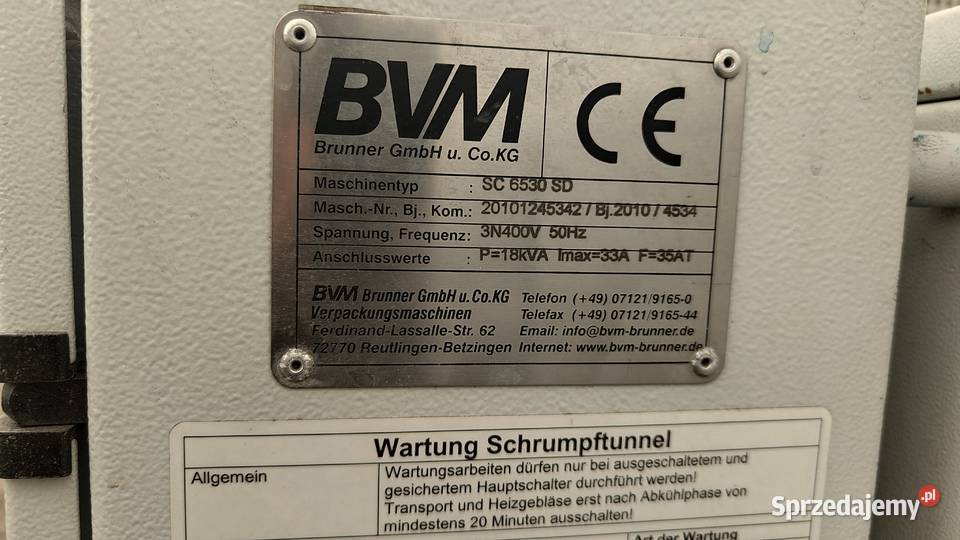 BVM
Brunner GmbH u. Co.KG
CE
Maschinentyp : SC 6530 SD
Masch.-Nr., Bj., Kom.: 20101245342 / Bj.2010 / 4534
Spannung, Frequenz: 3N400V 50Hz
Anschlusswerte : P=18kVA Imax=33A F=35AT
BVM Brunner GmbH u. Co.KG Telefon (+49) 07121/9165-0
Verpackungsmaschinen Telefax (+49) 07121/9165-44
Ferdinand-Lassalle-Str. 62 Email: info@bvm-brunner.de
72770 Reutlingen-Betzingen Internet: www.bvm-brunner.de
Wartung Schrumpftunnel
Allgemein
Wartungsarbeiten dürfen nur bei ausgeschaltetem und
gesichertem Hauptschalter durchführt werden!
Transport und Heizgebläse erst nach Abkühlphase von
mindestens 20 Minuten ausschalten!
Art der Wartung
Sprzedajemy.pl